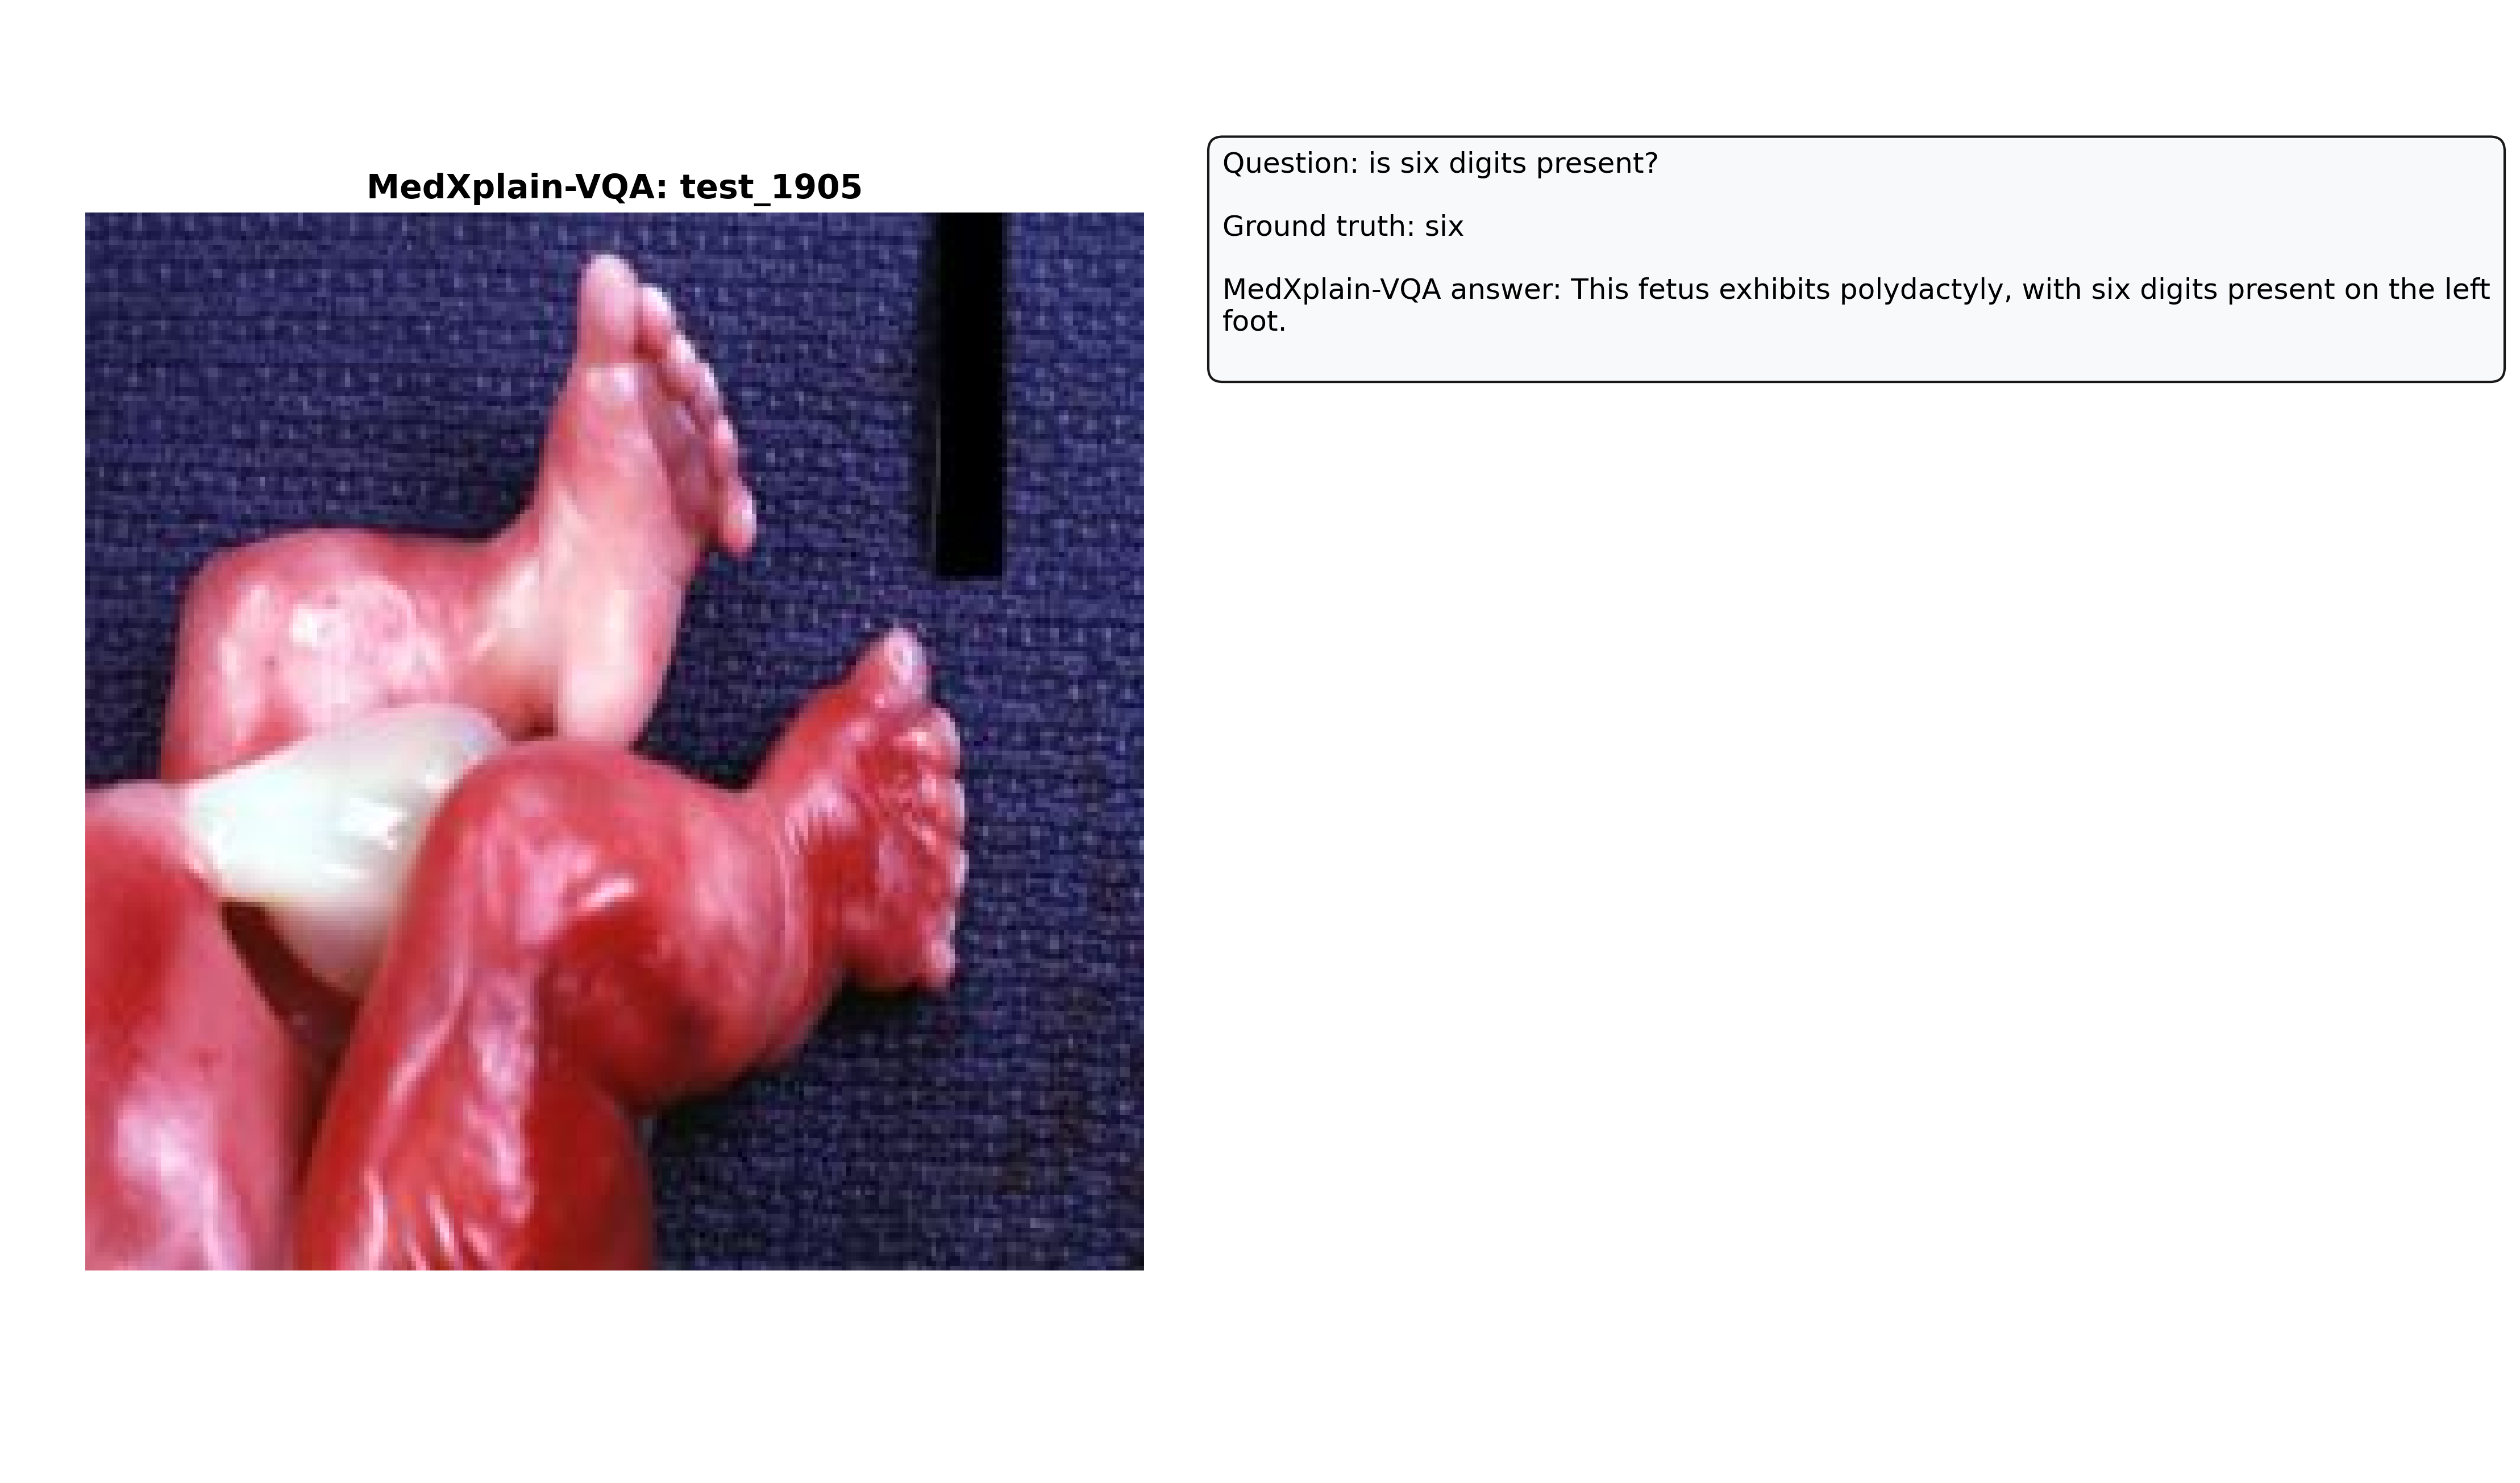 MedXplain-VQA: test_1905
Question: is six digits present?
Ground truth: six
MedXplain-VQA answer: This fetus exhibits polydactyly, with six digits present on the left
foot.